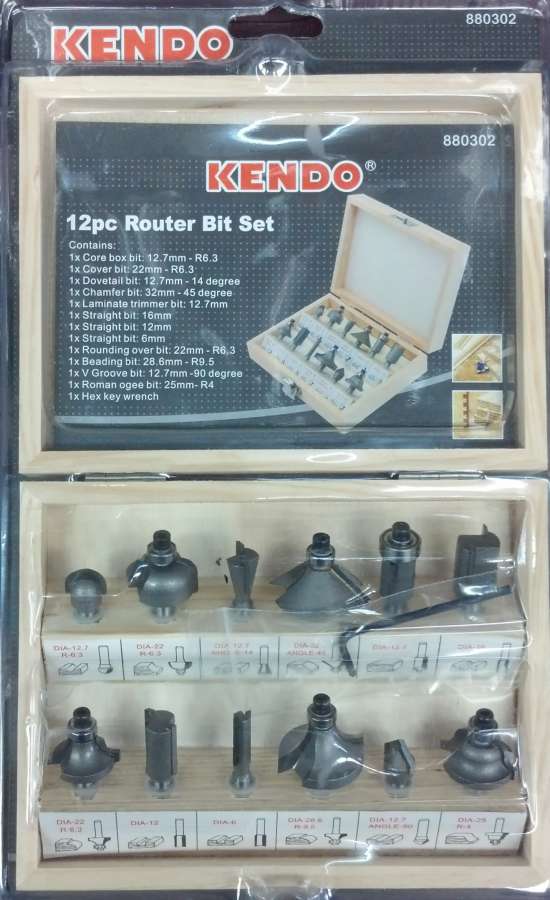 880302
KENDO
880302
KENDO®
12pc Router Bit Set
Contains:
1x Core box bit: 12.7mm - R6.3
1x Cover bit: 22mm - R6.3
1x Dovetail bit: 12.7mm - 14 degree
1x Chamfer bit: 32mm - 45 degree
1x Laminate trimmer bit: 12.7mm
1x Straight bit: 16mm
1x Straight bit: 12mm
1x Straight bit: 6mm
1x Rounding over bit: 22mm - R6.3
1x Beading bit: 28.6mm - R9.5
1x V Groove bit: 12.7mm -90 degree
1x Roman ogee bit: 25mm- R4
1x Hex key wrench
DIA-12.7 DIA-22 DIA-12.7 DIA-32 DIA-12.7
R-6.3 R-6.3 ANGLE-14
DIA-22 DIA-12 DIA-6 DIA-28.6 DIA-12.7 DIA-25
R-6.3 R-9.5 ANGLE-90 R-4